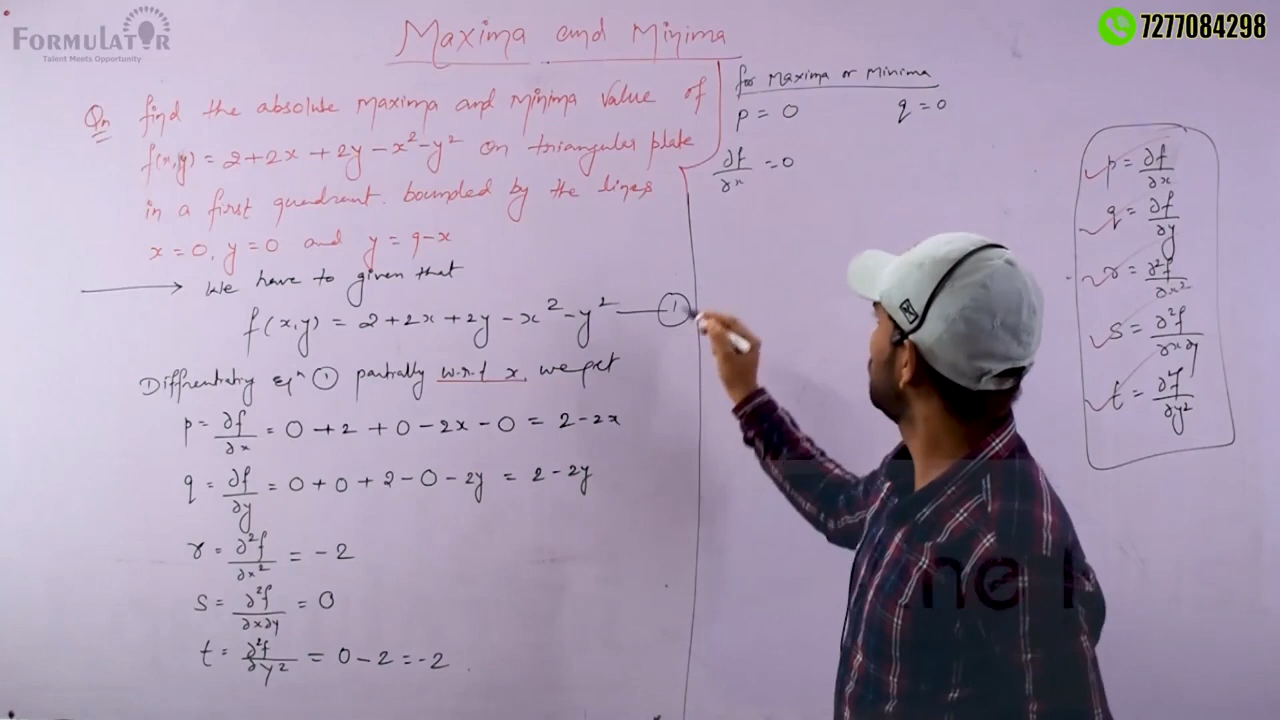 FORMULATOR
Talent Meets Opportunity
7277084298
Maxima and Minima
Qn find the absolute maxima and minima value of
f(x,y) = 2+2x+2y-x²-y² on triangular plate
in a first quadrant. bounded by the lines
x=0, y=0 and y=9-x
We have to given that
f(x,y) = 2+2x+2y-x²-y² — ①
Diffrentiating Eqⁿ ① partially w.r.t x, we get
p = ∂f/∂x = 0+2+0-2x-0 = 2-2x
q = ∂f/∂y = 0+0+2-0-2y = 2-2y
r = ∂²f/∂x² = -2
s = ∂²f/∂x∂y = 0
t = ∂²f/∂y² = 0-2 = -2
for Maxima or Minima
p = 0 q = 0
∂f/∂x = 0
p = ∂f/∂x
q = ∂f/∂y
r = ∂²f/∂x²
s = ∂²f/∂x∂y
t = ∂²f/∂y²